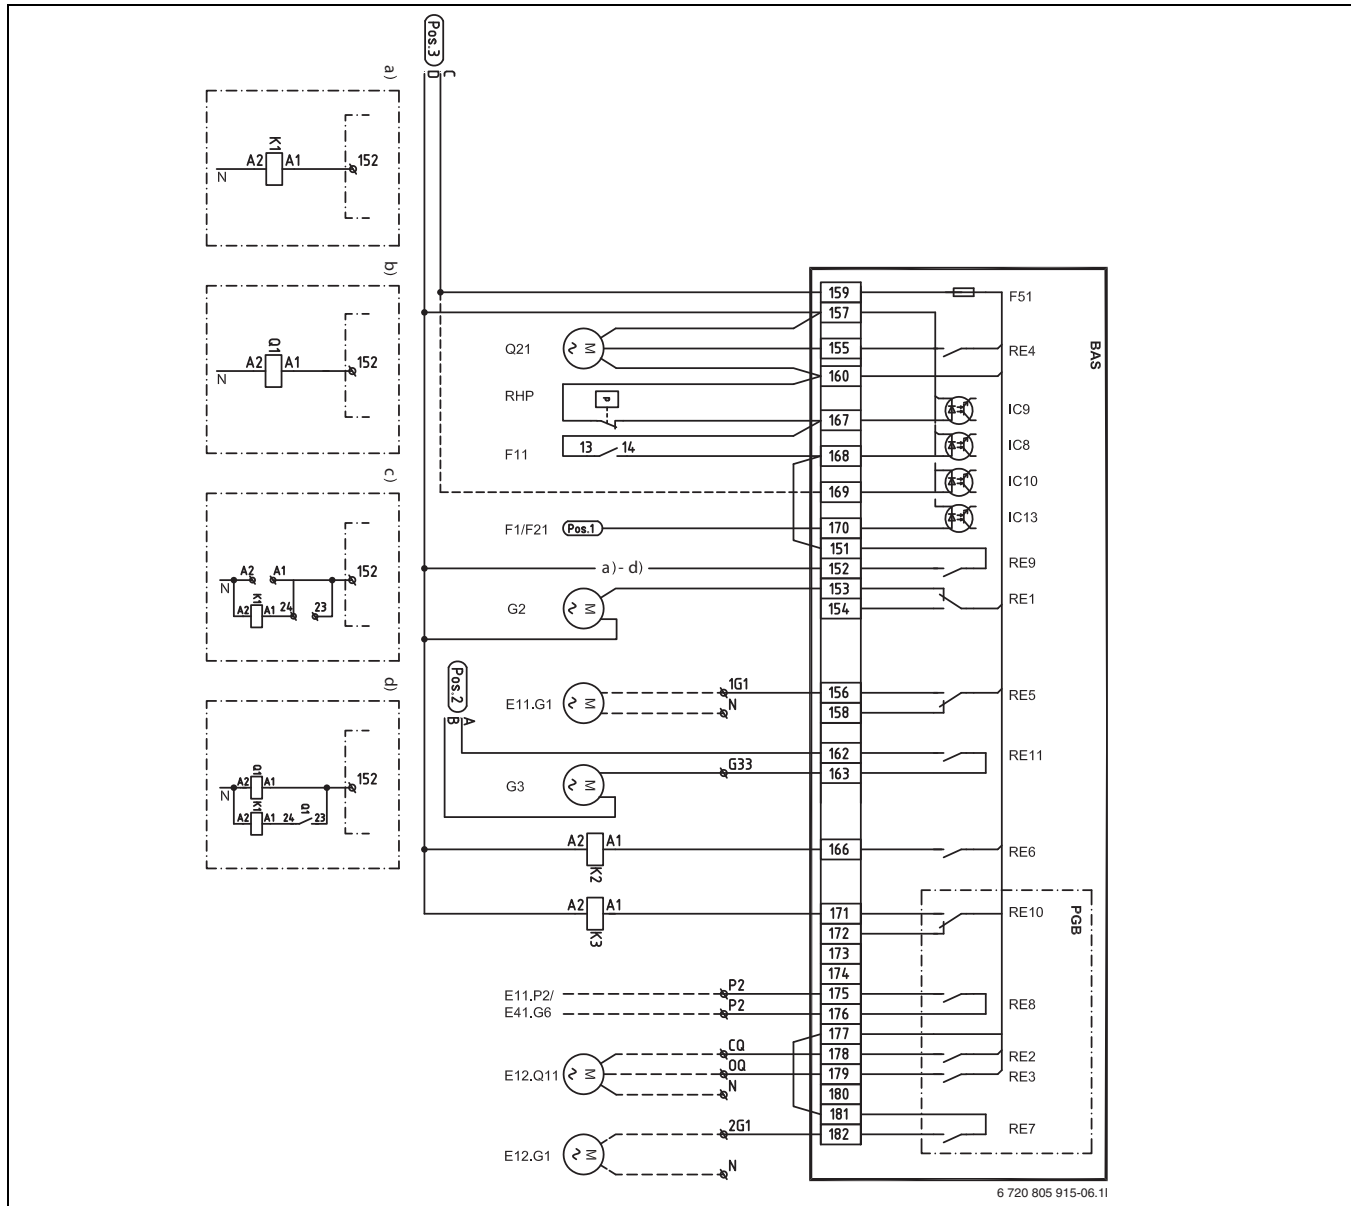 Pos.3
D C
a)
K1
A2 A1
N
152
b)
Q1
A2 A1
N
152
c)
A2 A1
N
K1
A2 A1 24 23
152
d)
Q1
A2 A1
N
K1
A2 A1 24 Q1 23
152
BAS
159 F51
157
Q21 M 155 RE4
160
RHP P 167 IC9
F11 13 14 168 IC8
169 IC10
F1/F21 Pos.1 170 IC13
151
a)- d) 152 RE9
153 RE1
G2 M 154
E11.G1 M 1G1 156 RE5
N 158
Pos.2
B A
162 RE11
G3 M G33 163
A2 A1 166 RE6
K2
A2 A1 171 RE10
K3
172
PGB
173
174
E11.P2/ P2 175 RE8
E41.G6 P2 176
177
CQ 178 RE2
E12.Q11 M OQ 179 RE3
N 180
181
2G1 182 RE7
E12.G1 M
N
6 720 805 915-06.1I